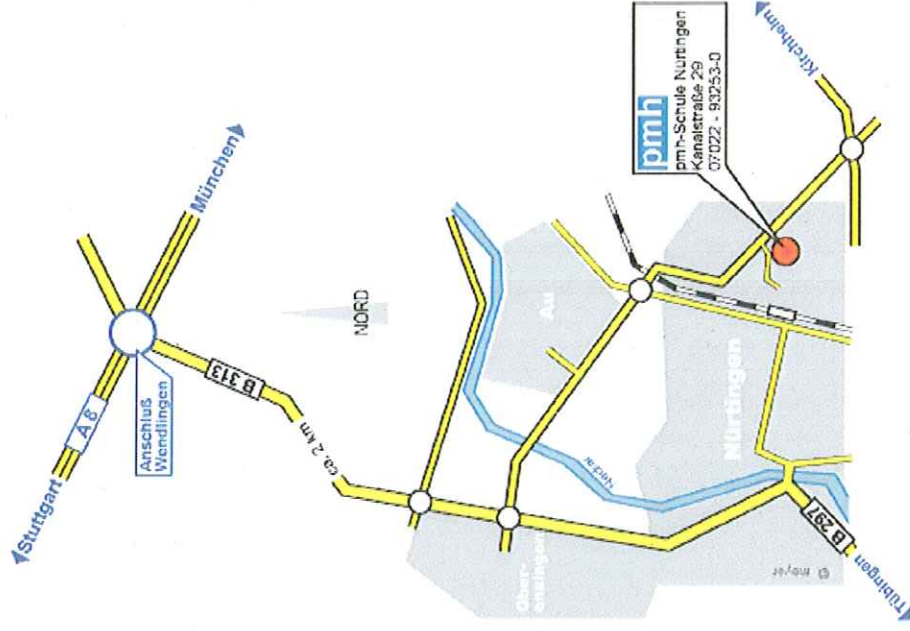 Stuttgart
A 8
München
Anschluß
Wendlingen
B 313
NORD
ca. 2 km
Ober-
ensingen
Au
Neckar
Nürtingen
pmh
pmh-Schule Nürtingen
Kanalstraße 29
07022 - 93253-0
Kirchheim
B 297
Tübingen
© meyer